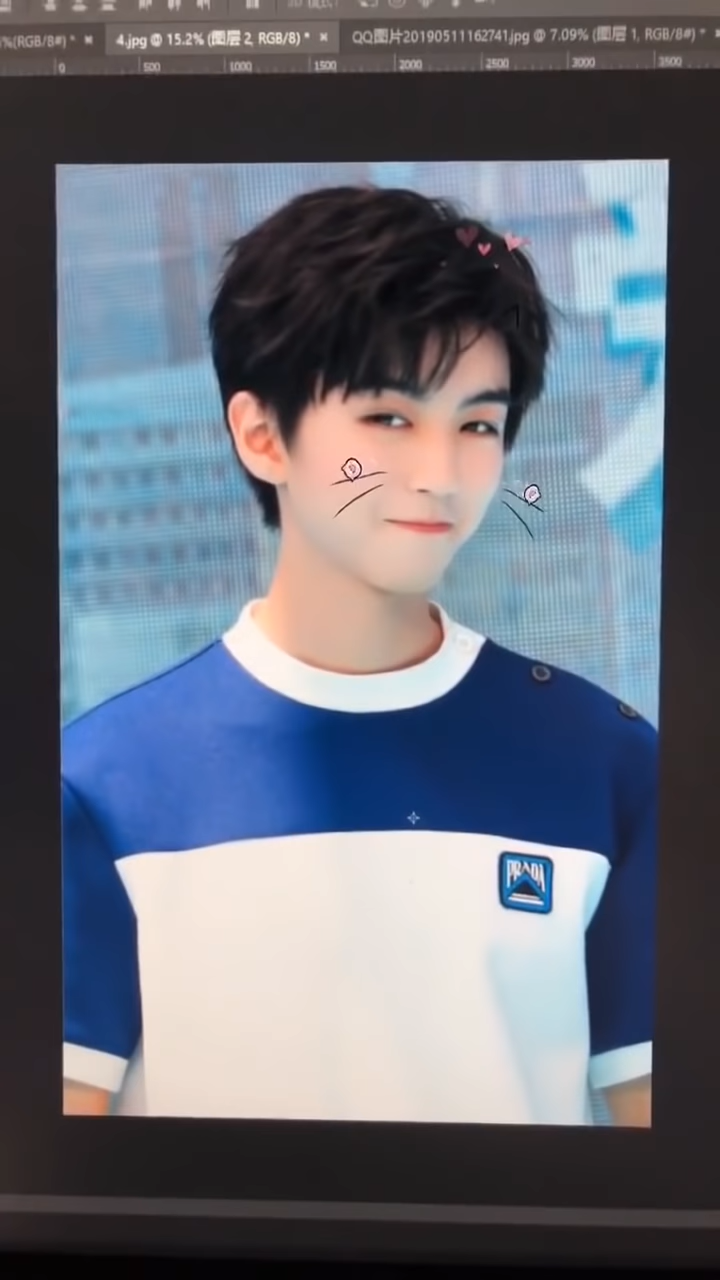 %(RGB/8#) * ×
4.jpg @ 15.2% (图层 2, RGB/8) * ×
QQ图片20190511162741.jpg @ 7.09% (图层 1, RGB/8#) *
0 500 1000 1500 2000 2500 3000 3500
PRADA